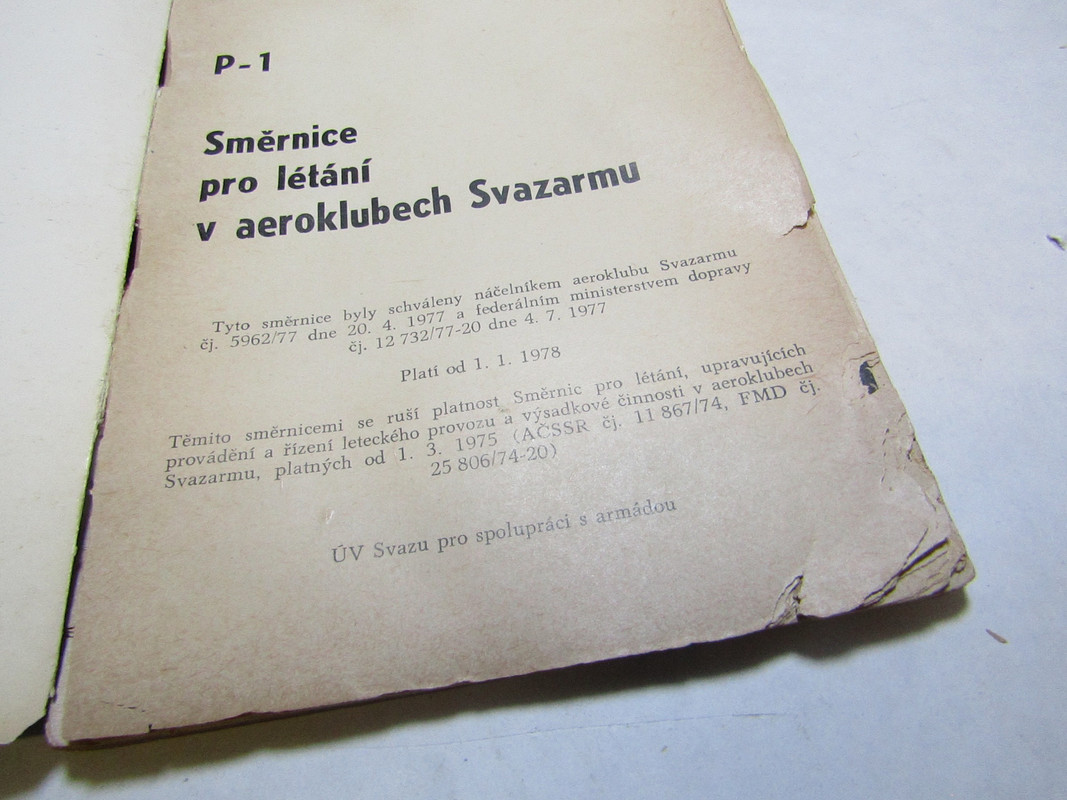 P-1
Směrnice
pro létání
v aeroklubech Svazarmu
Tyto směrnice byly schváleny náčelníkem aeroklubu Svazarmu
čj. 5962/77 dne 20. 4. 1977 a federálním ministerstvem dopravy
čj. 12 732/77-20 dne 4. 7. 1977
Platí od 1. 1. 1978
Těmito směrnicemi se ruší platnost Směrnic pro létání, upravujících
provádění a řízení leteckého provozu a výsadkové činnosti v aeroklubech
Svazarmu, platných od 1. 3. 1975 (AČSSR čj. 11 867/74, FMD čj.
25 806/74-20)
ÚV Svazu pro spolupráci s armádou